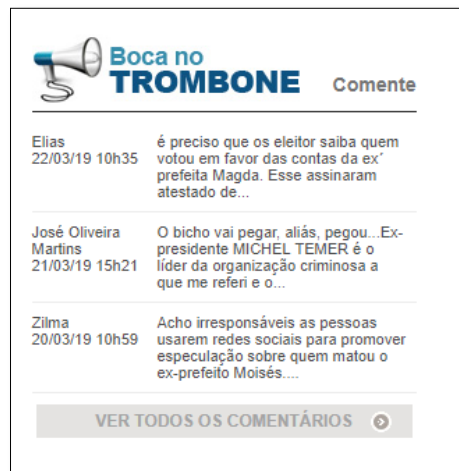 Boca no
TROMBONE
Comente
Elias
22/03/19 10h35
é preciso que os eleitor saiba quem
votou em favor das contas da ex´
prefeita Magda. Esse assinaram
atestado de...
José Oliveira
Martins
21/03/19 15h21
O bicho vai pegar, aliás, pegou...Ex-
presidente MICHEL TEMER é o
líder da organização criminosa a
que me referi e o...
Zilma
20/03/19 10h59
Acho irresponsáveis as pessoas
usarem redes sociais para promover
especulação sobre quem matou o
ex-prefeito Moisés....
VER TODOS OS COMENTÁRIOS